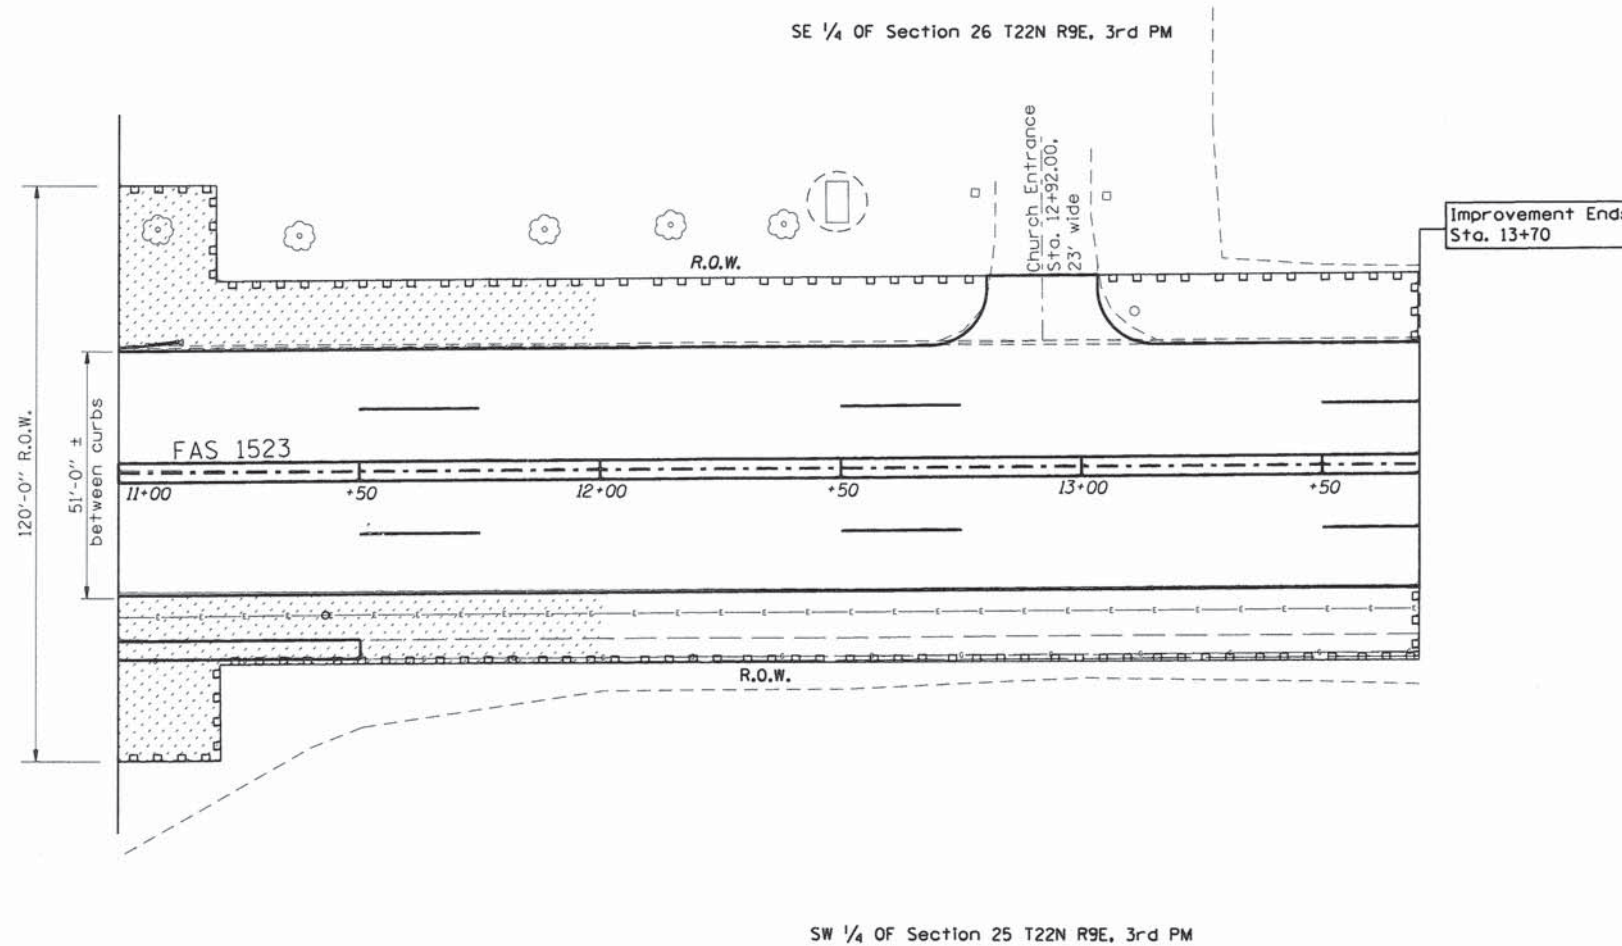 SE 1/4 OF Section 26 T22N R9E, 3rd PM
Church Entrance
Sta. 12+92.00,
23' wide
Improvement Ends
Sta. 13+70
R.O.W.
120'-0" R.O.W.
51'-0" ±
between curbs
FAS 1523
11+00 +50 12+00 +50 13+00 +50
R.O.W.
SW 1/4 OF Section 25 T22N R9E, 3rd PM